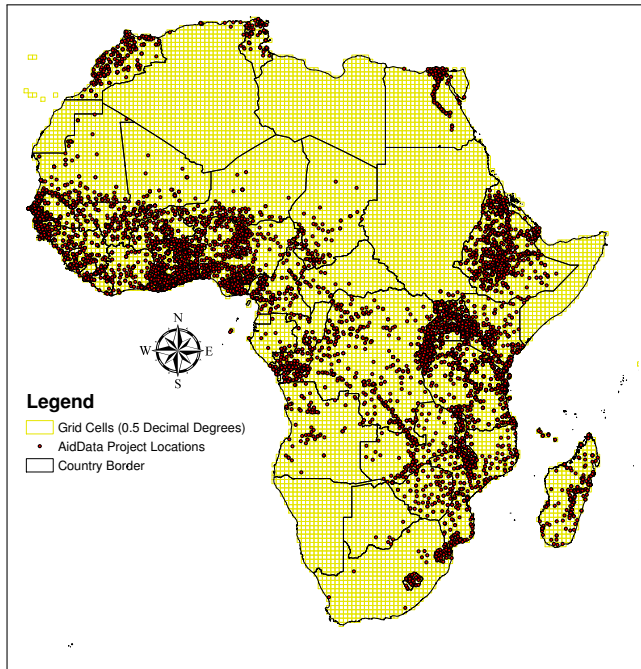 N
W E
S
Legend
Grid Cells (0.5 Decimal Degrees)
AidData Project Locations
Country Border